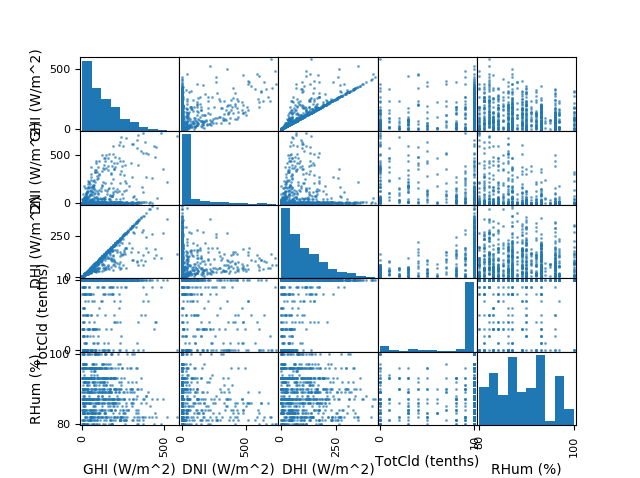 GHI (W/m^2)
500
0
DNI (W/m^2)
500
0
DHI (W/m^2)
250
0
TotCld (tenths)
10
0
RHum (%)
100
80
0
500
0
500
0
250
0
10
80
100
GHI (W/m^2)
DNI (W/m^2)
DHI (W/m^2)
TotCld (tenths)
RHum (%)